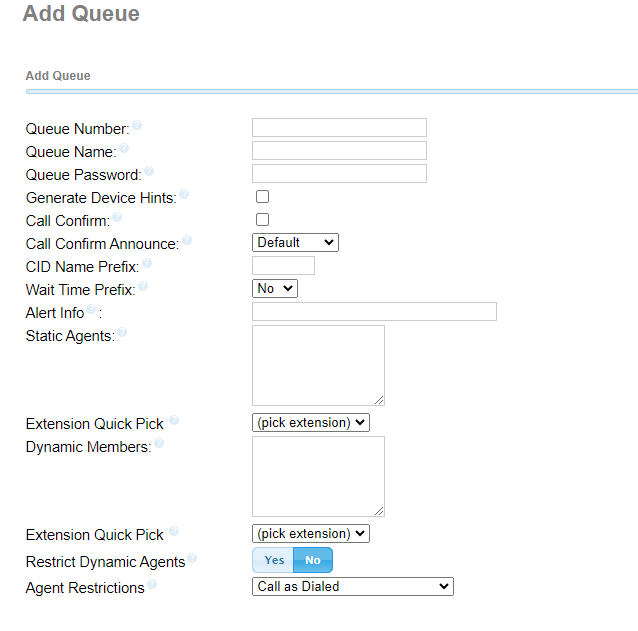 Add Queue
Add Queue
Queue Number: ?
Queue Name: ?
Queue Password: ?
Generate Device Hints: ?
Call Confirm: ?
Call Confirm Announce: ? Default
CID Name Prefix: ?
Wait Time Prefix: ? No
Alert Info ? :
Static Agents: ?
Extension Quick Pick ? (pick extension)
Dynamic Members: ?
Extension Quick Pick ? (pick extension)
Restrict Dynamic Agents ? Yes No
Agent Restrictions ? Call as Dialed